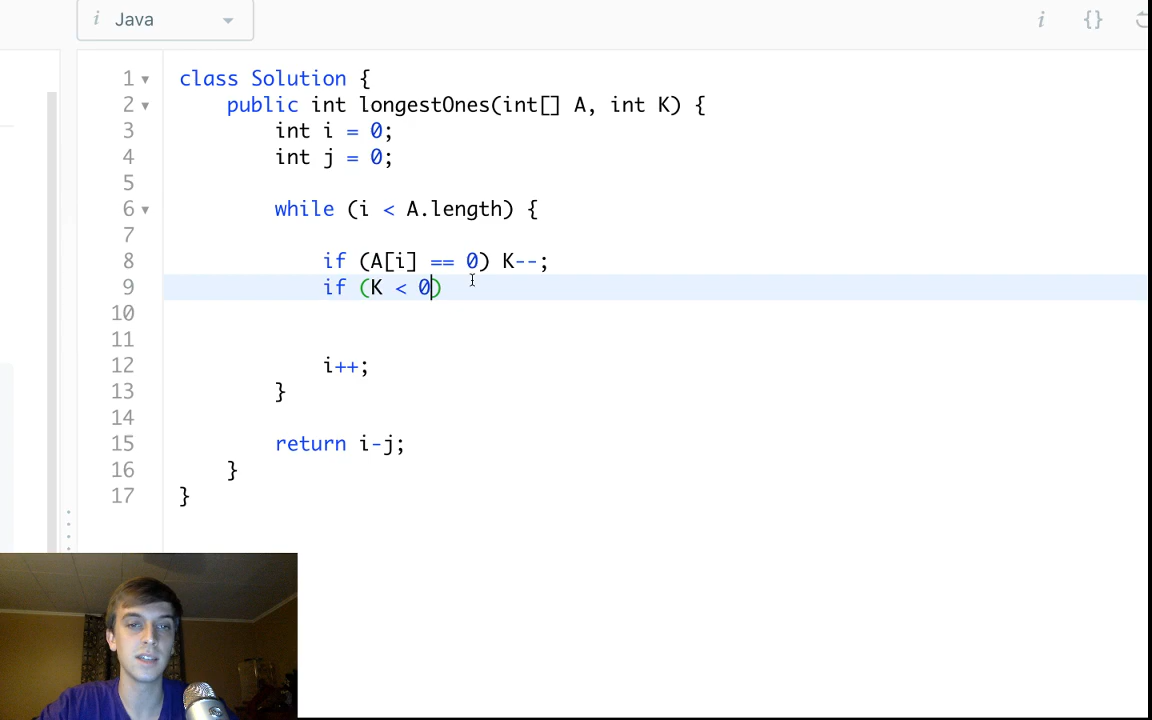 i Java
i {}
1 class Solution {
2 public int longestOnes(int[] A, int K) {
3 int i = 0;
4 int j = 0;
5
6 while (i < A.length) {
7
8 if (A[i] == 0) K--;
9 if (K < 0)
10
11
12 i++;
13 }
14
15 return i-j;
16 }
17 }